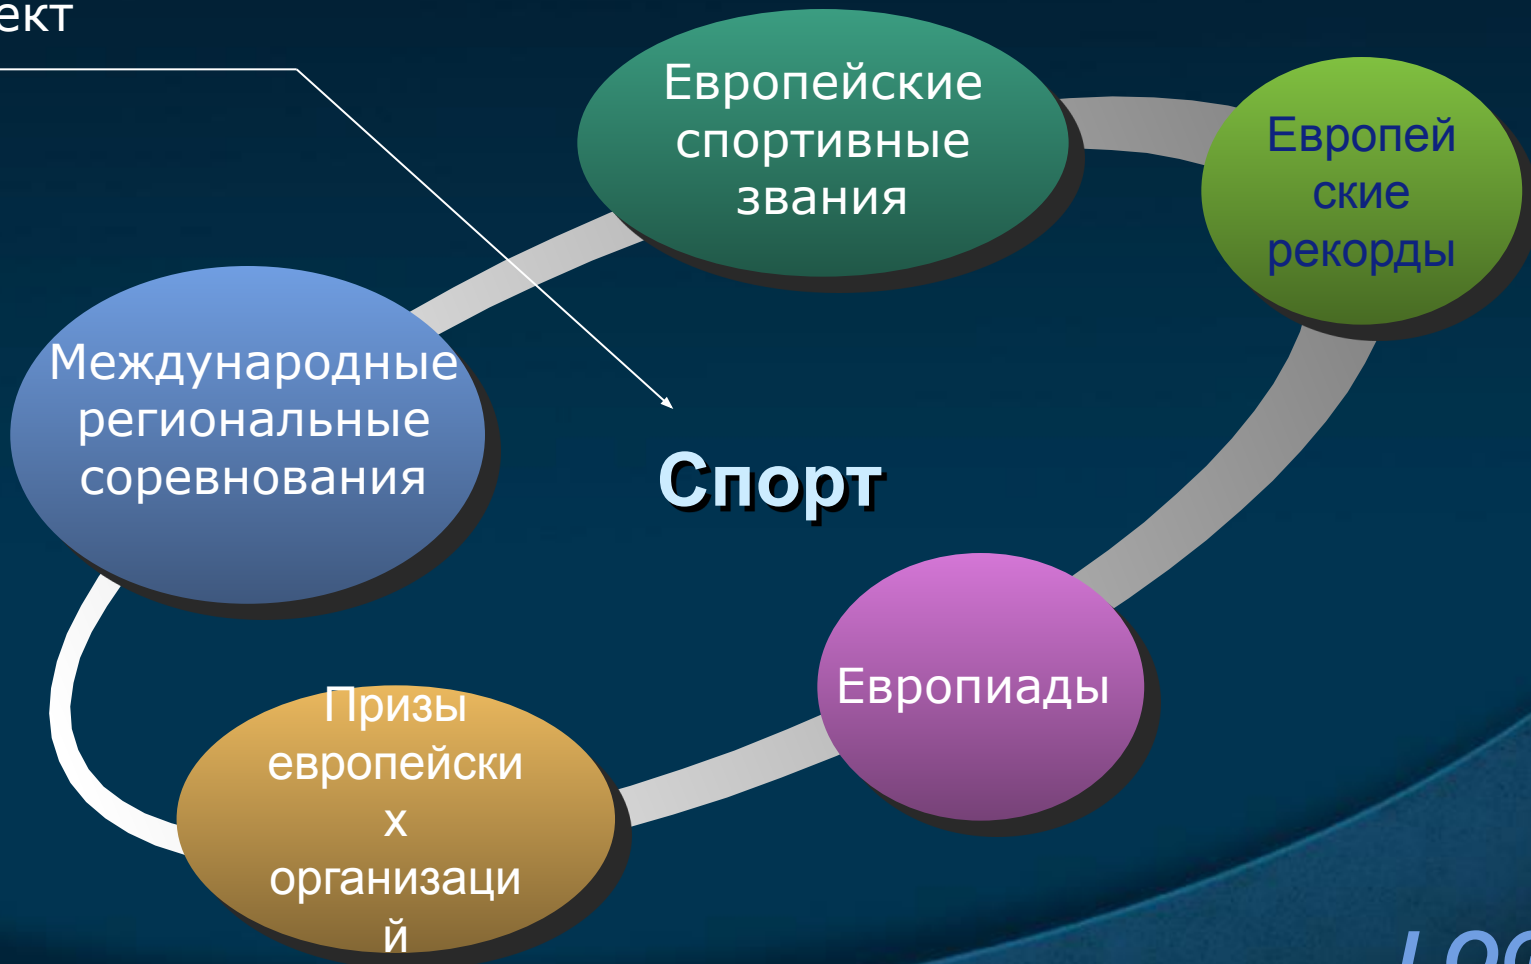 ект
Европейские
спортивные
звания
Европей
ские
рекорды
Международные
региональные
соревнования
Спорт
Европиады
Призы
европейски
х
организаци
й